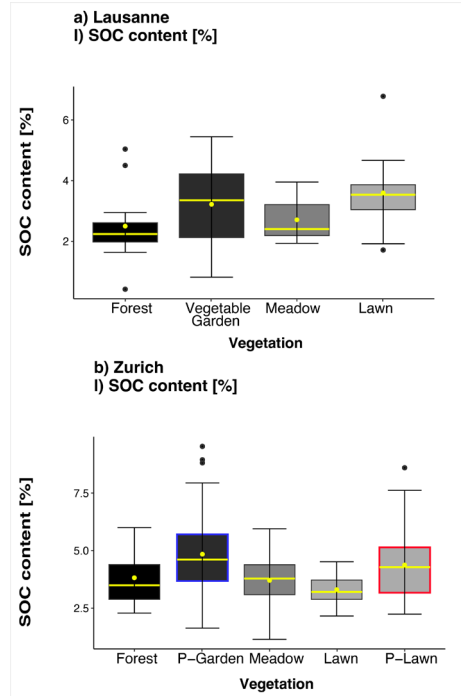 a) Lausanne
I) SOC content [%]
SOC content [%]
6
4
2
Forest Vegetable Garden Meadow Lawn
Vegetation
b) Zurich
I) SOC content [%]
SOC content [%]
7.5
5.0
2.5
Forest P-Garden Meadow Lawn P-Lawn
Vegetation